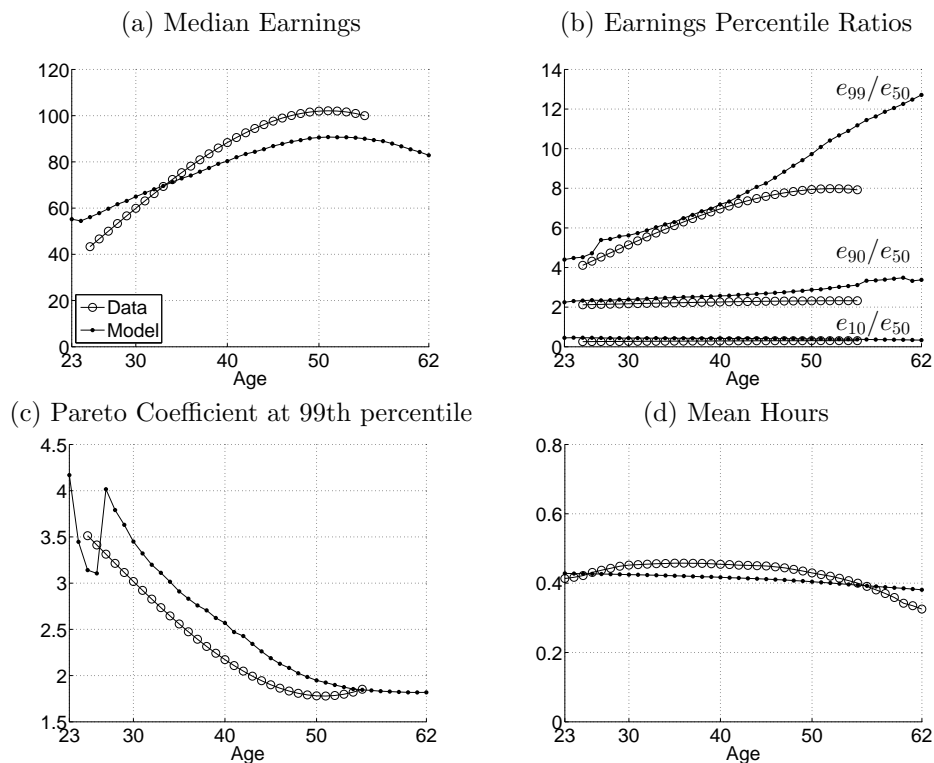 (a) Median Earnings
120
100
80
60
40
20
0
23 30 40 50 62
Age
Data
Model
(b) Earnings Percentile Ratios
14
12
10
8
6
4
2
0
e99/e50
e90/e50
e10/e50
23 30 40 50 62
Age
(c) Pareto Coefficient at 99th percentile
4.5
4
3.5
3
2.5
2
1.5
23 30 40 50 62
Age
(d) Mean Hours
0.8
0.6
0.4
0.2
0
23 30 40 50 62
Age